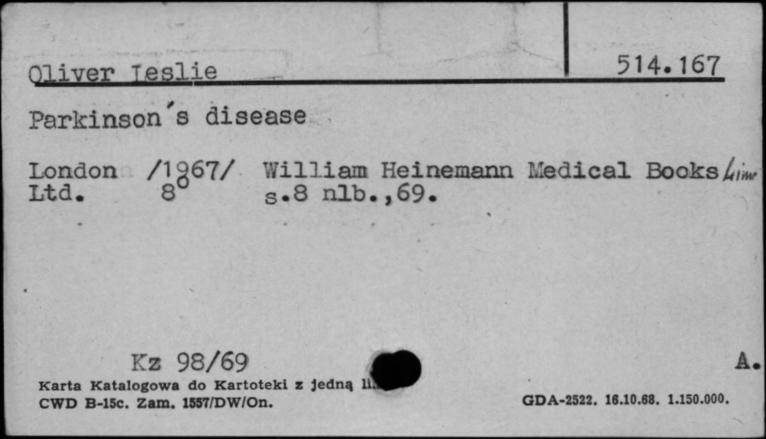 Oliver Leslie 514.167
Parkinson's disease
London /1967/ William Heinemann Medical Books
Ltd. 8° s.8 nlb.,69.
Kz 98/69 A.
Karta Katalogowa do Kartoteki z jedną
CWD B-15c. Zam. 1557/DW/On. GDA-2522. 16.10.68. 1.150.000.